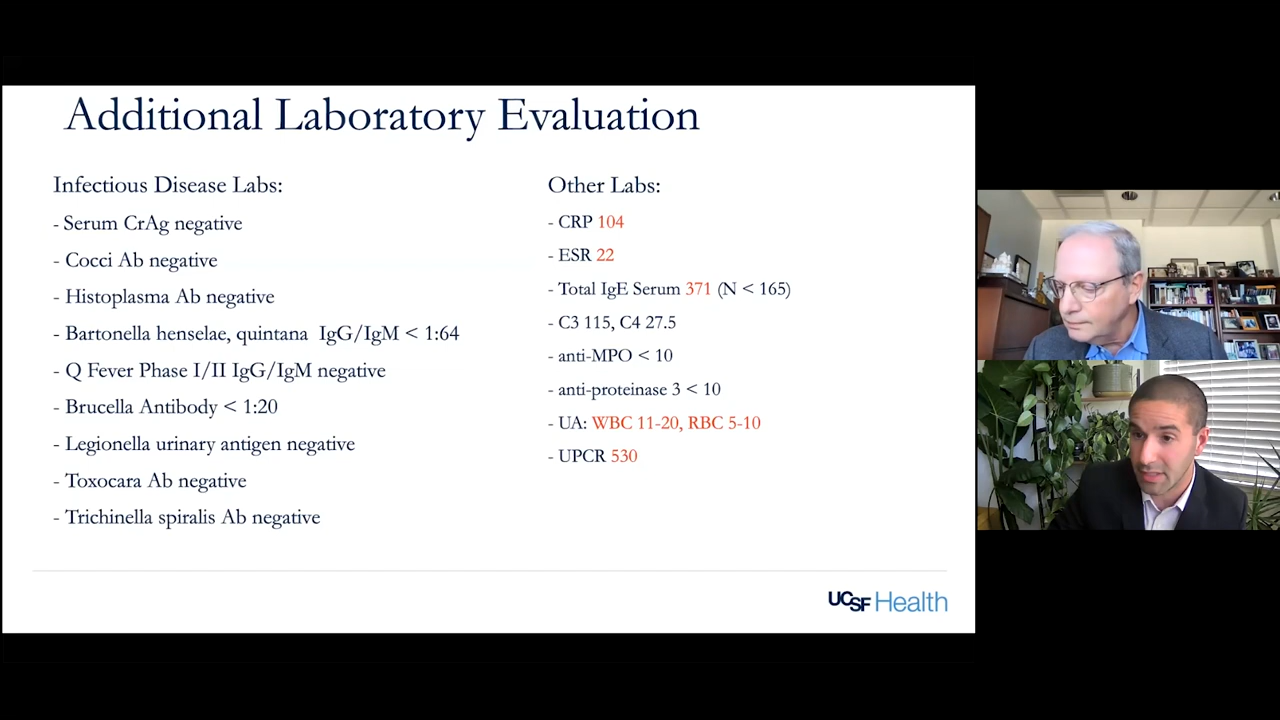 Additional Laboratory Evaluation
Infectious Disease Labs:
- Serum CrAg negative
- Cocci Ab negative
- Histoplasma Ab negative
- Bartonella henselae, quintana IgG/IgM < 1:64
- Q Fever Phase I/II IgG/IgM negative
- Brucella Antibody < 1:20
- Legionella urinary antigen negative
- Toxocara Ab negative
- Trichinella spiralis Ab negative
Other Labs:
- CRP 104
- ESR 22
- Total IgE Serum 371 (N < 165)
- C3 115, C4 27.5
- anti-MPO < 10
- anti-proteinase 3 < 10
- UA: WBC 11-20, RBC 5-10
- UPCR 530
UCSF Health